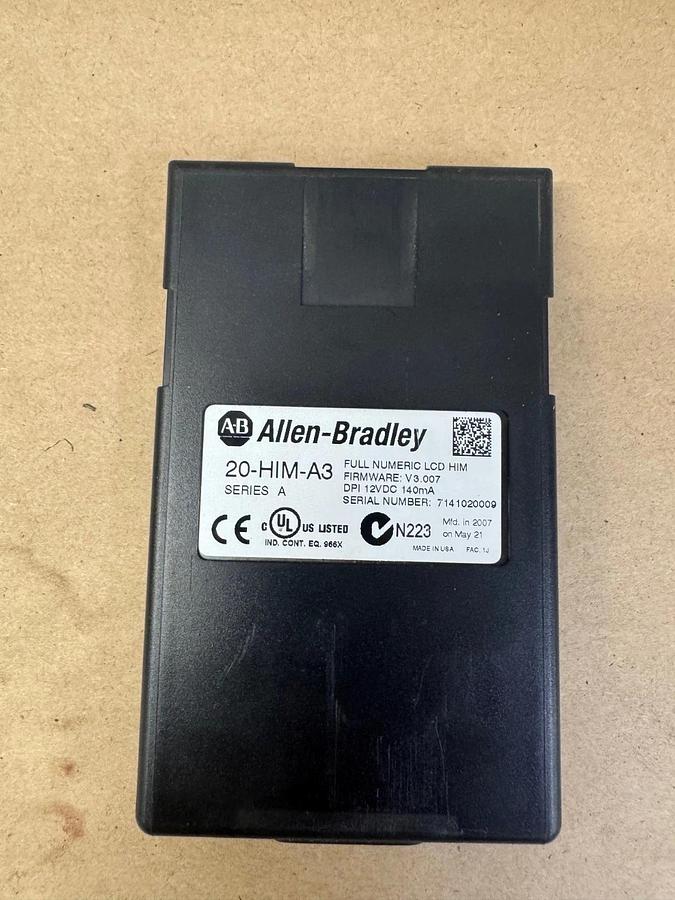 A-B Allen-Bradley
20-HIM-A3
SERIES A
FULL NUMERIC LCD HIM
FIRMWARE: V3.007
DPI 12VDC 140mA
SERIAL NUMBER: 7141020009
CE
C UL US LISTED
IND. CONT. EQ. 966X
N223
Mfd. in 2007
on May 21
MADE IN USA FAC. 1J